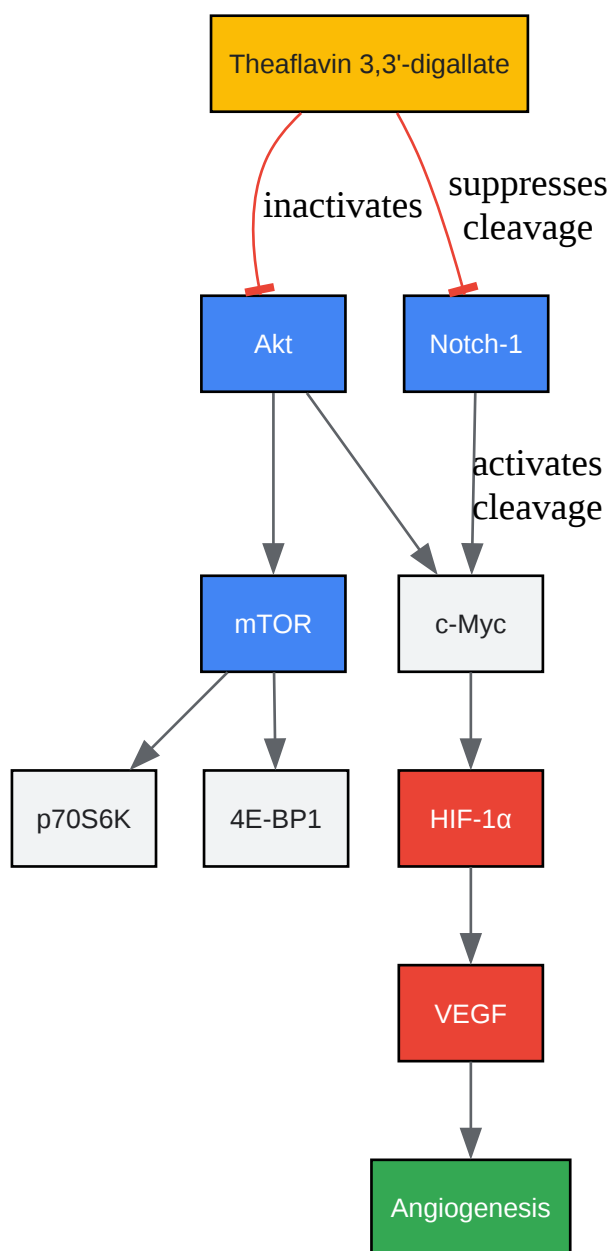 Theaflavin 3,3'-digallate
inactivates
suppresses
cleavage
Akt
Notch-1
activates
cleavage
mTOR
c-Myc
p70S6K
4E-BP1
HIF-1α
VEGF
Angiogenesis